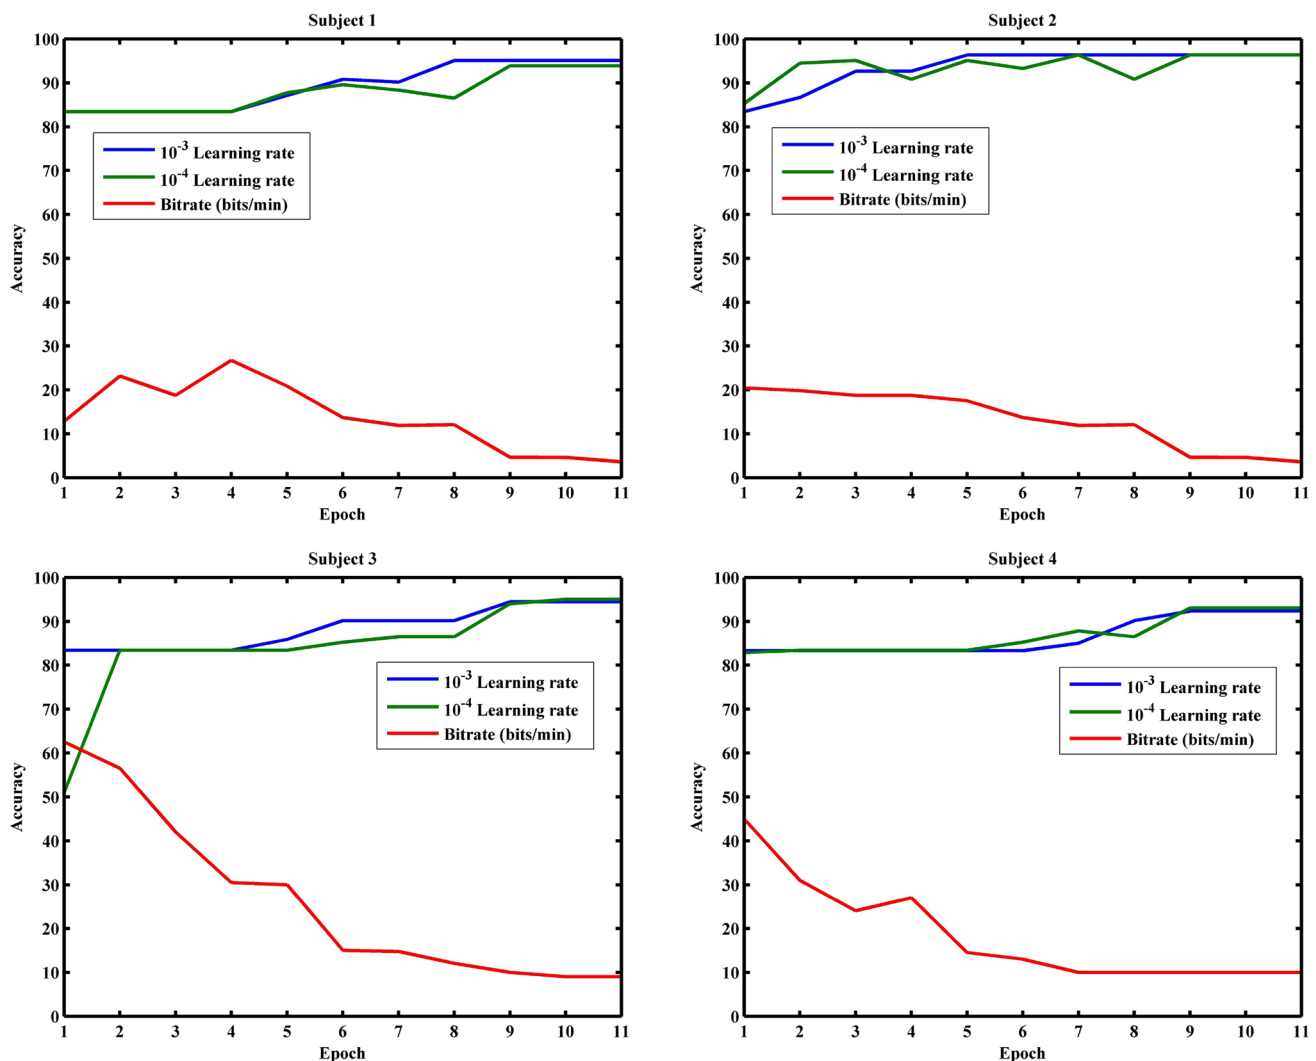 Subject 1
100
90
80
70
60
50
40
30
20
10
0
Accuracy
10-3 Learning rate
10-4 Learning rate
Bitrate (bits/min)
1 2 3 4 5 6 7 8 9 10 11
Epoch
Subject 2
100
90
80
70
60
50
40
30
20
10
0
Accuracy
10-3 Learning rate
10-4 Learning rate
Bitrate (bits/min)
1 2 3 4 5 6 7 8 9 10 11
Epoch
Subject 3
100
90
80
70
60
50
40
30
20
10
0
Accuracy
10-3 Learning rate
10-4 Learning rate
Bitrate (bits/min)
1 2 3 4 5 6 7 8 9 10 11
Epoch
Subject 4
100
90
80
70
60
50
40
30
20
10
0
Accuracy
10-3 Learning rate
10-4 Learning rate
Bitrate (bits/min)
1 2 3 4 5 6 7 8 9 10 11
Epoch